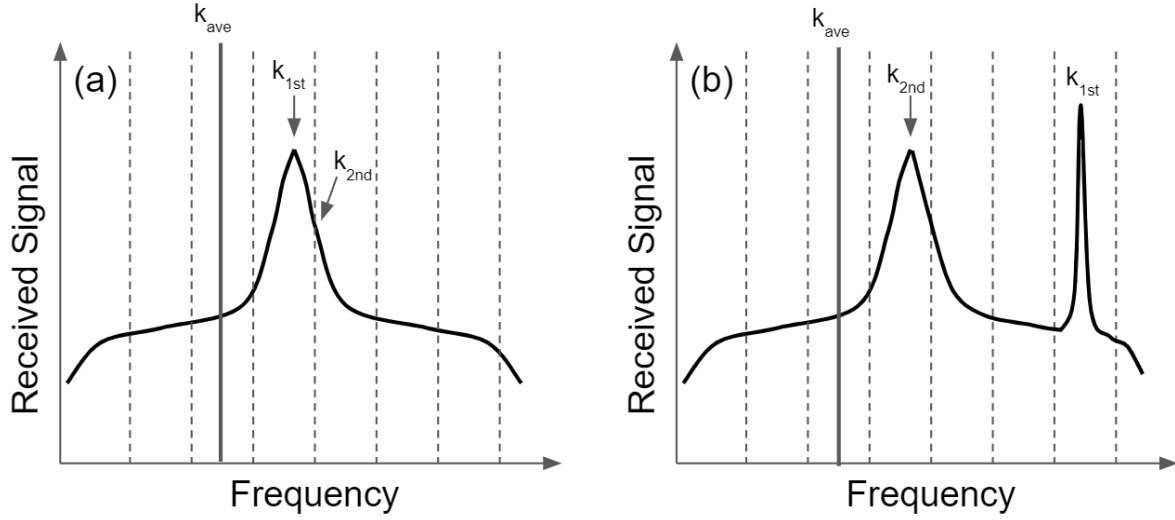 k_ave
(a)
k_1st
k_2nd
Received Signal
Frequency
k_ave
(b)
k_2nd
k_1st
Received Signal
Frequency